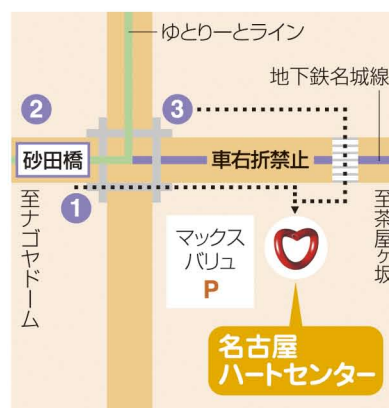 ゆとりーとライン
地下鉄名城線
2
3
砂田橋
車右折禁止
1
至ナゴヤドーム
至茶屋ヶ坂
マックス
バリュ
P
名古屋
ハートセンター